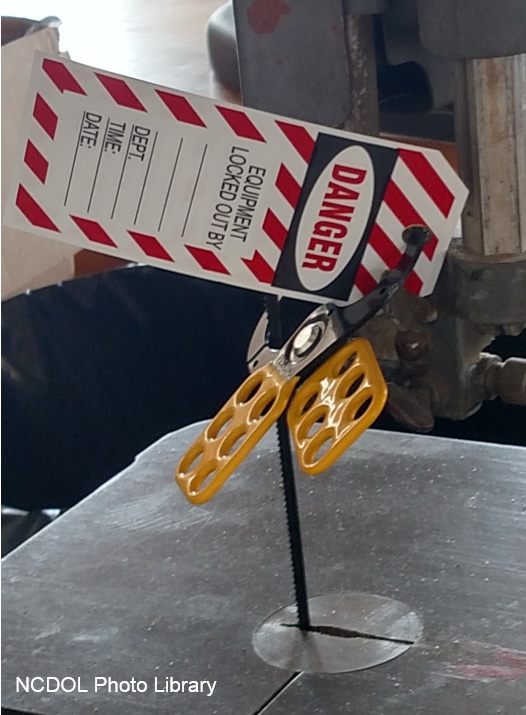 DANGER
EQUIPMENT
LOCKED OUT BY
DEPT.
TIME:
DATE:
NCDOL Photo Library